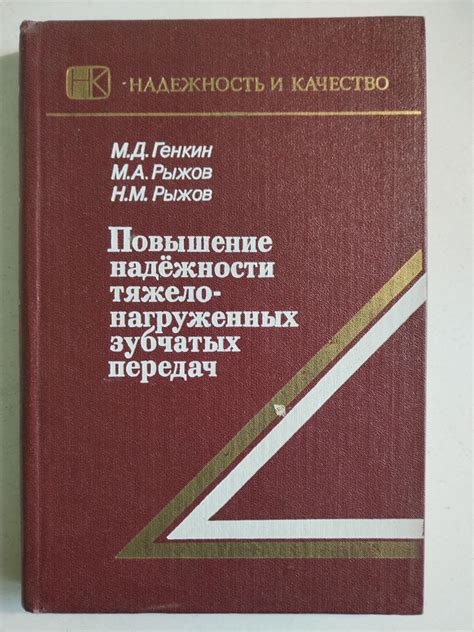 НК -НАДЕЖНОСТЬ И КАЧЕСТВО
М.Д. Генкин
М.А. Рыжов
Н.М. Рыжов
Повышение
надёжности
тяжело-
нагруженных
зубчатых
передач